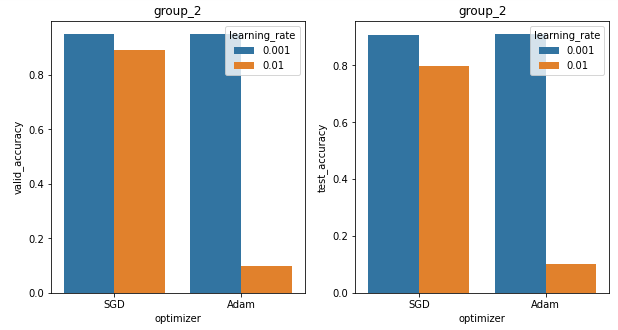 group_2
learning_rate
0.001
0.01
0.8
0.6
0.4
0.2
0.0
valid_accuracy
SGD
Adam
optimizer
group_2
learning_rate
0.001
0.01
0.8
0.6
0.4
0.2
0.0
test_accuracy
SGD
Adam
optimizer